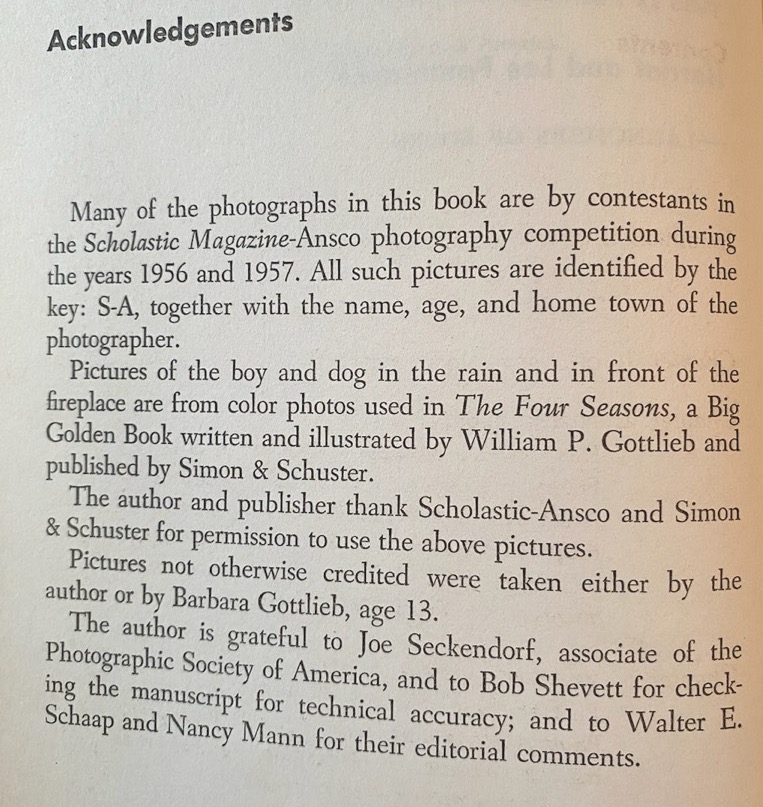 Acknowledgements
Many of the photographs in this book are by contestants in
the Scholastic Magazine-Ansco photography competition during
the years 1956 and 1957. All such pictures are identified by the
key: S-A, together with the name, age, and home town of the
photographer.
Pictures of the boy and dog in the rain and in front of the
fireplace are from color photos used in The Four Seasons, a Big
Golden Book written and illustrated by William P. Gottlieb and
published by Simon & Schuster.
The author and publisher thank Scholastic-Ansco and Simon
& Schuster for permission to use the above pictures.
Pictures not otherwise credited were taken either by the
author or by Barbara Gottlieb, age 13.
The author is grateful to Joe Seckendorf, associate of the
Photographic Society of America, and to Bob Shevett for check-
ing the manuscript for technical accuracy; and to Walter E.
Schaap and Nancy Mann for their editorial comments.